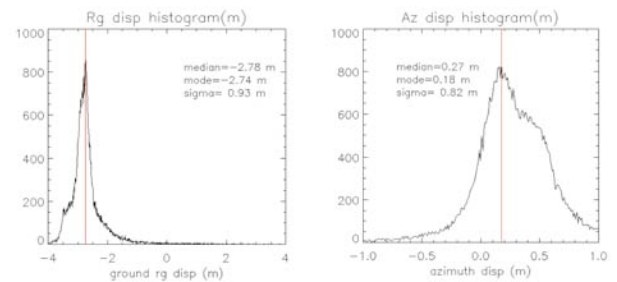 Rg disp histogram(m)
1000
800
600
400
200
0
median=-2.78 m
mode=-2.74 m
sigma= 0.93 m
-4
-2
0
2
4
ground rg disp (m)
Az disp histogram(m)
1000
800
600
400
200
0
median=0.27 m
mode=0.18 m
sigma= 0.82 m
-1.0
-0.5
0.0
0.5
1.0
azimuth disp (m)